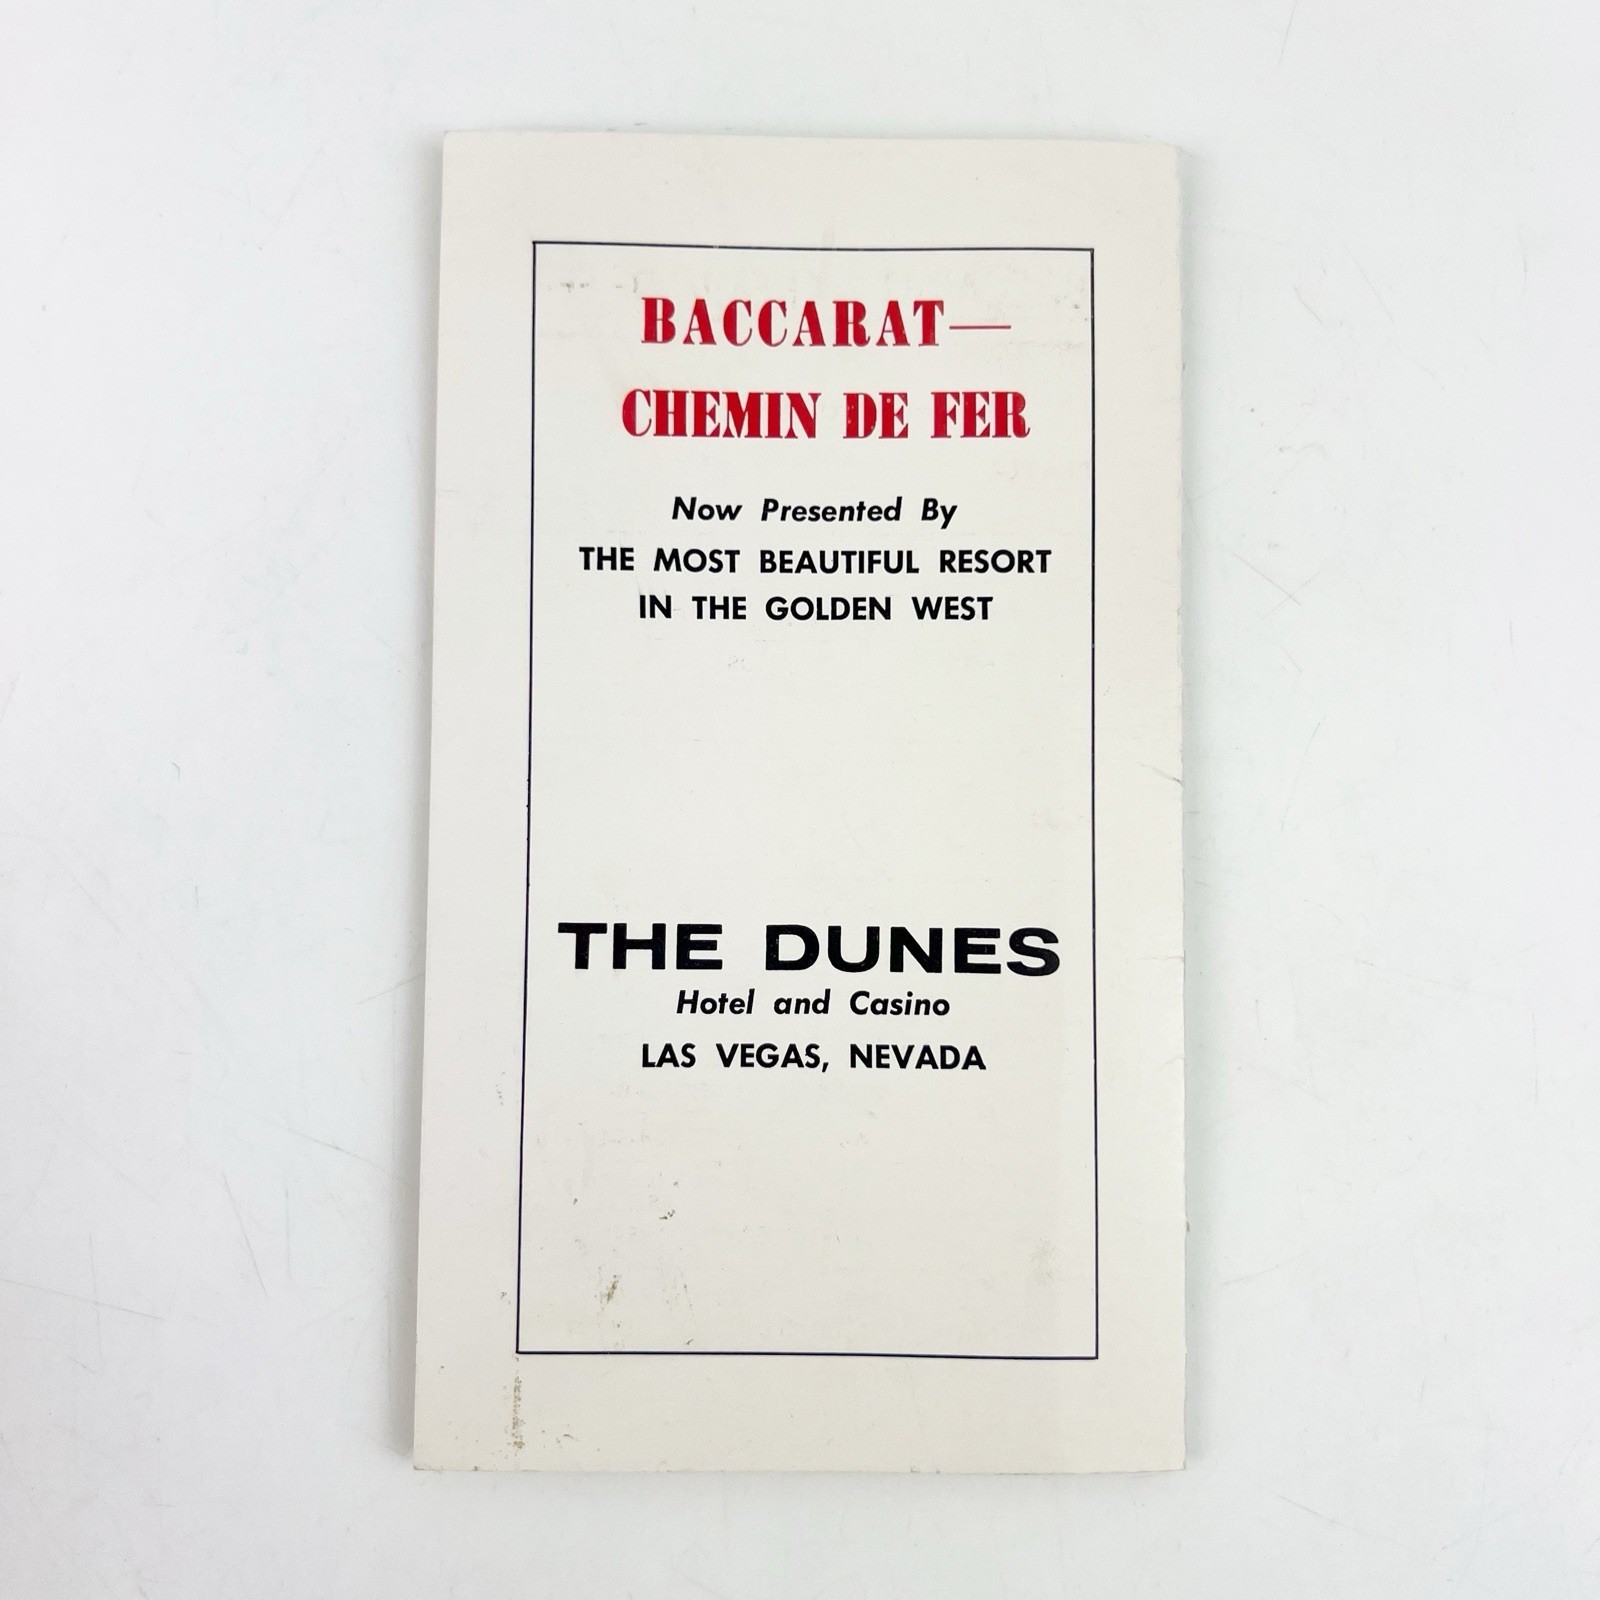 BACCARAT—
CHEMIN DE FER
Now Presented By
THE MOST BEAUTIFUL RESORT
IN THE GOLDEN WEST
THE DUNES
Hotel and Casino
LAS VEGAS, NEVADA